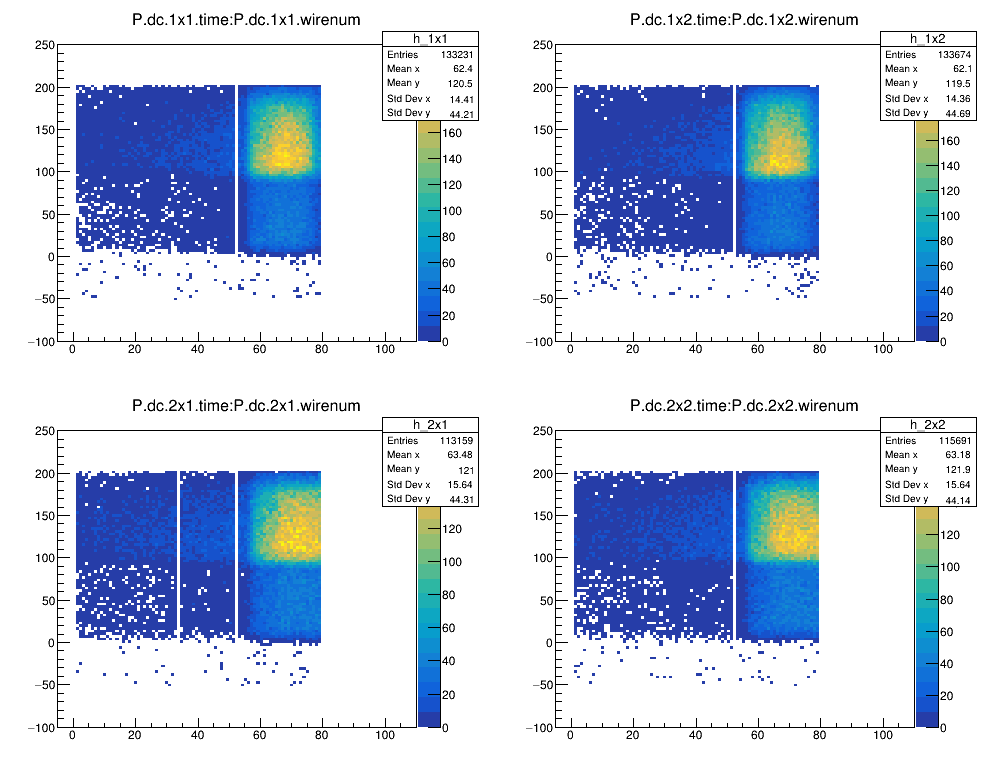 P.dc.1x1.time:P.dc.1x1.wirenum
h_1x1
Entries 133231
Mean x 62.4
Mean y 120.5
Std Dev x 14.41
Std Dev y 44.21
250
200
150
100
50
0
−50
−100
0 20 40 60 80 100
160
140
120
100
80
60
40
20
0
P.dc.1x2.time:P.dc.1x2.wirenum
h_1x2
Entries 133674
Mean x 62.1
Mean y 119.5
Std Dev x 14.36
Std Dev y 44.69
250
200
150
100
50
0
−50
−100
0 20 40 60 80 100
160
140
120
100
80
60
40
20
0
P.dc.2x1.time:P.dc.2x1.wirenum
h_2x1
Entries 113159
Mean x 63.48
Mean y 121
Std Dev x 15.64
Std Dev y 44.31
250
200
150
100
50
0
−50
−100
0 20 40 60 80 100
120
100
80
60
40
20
0
P.dc.2x2.time:P.dc.2x2.wirenum
h_2x2
Entries 115691
Mean x 63.18
Mean y 121.9
Std Dev x 15.64
Std Dev y 44.14
250
200
150
100
50
0
−50
−100
0 20 40 60 80 100
120
100
80
60
40
20
0